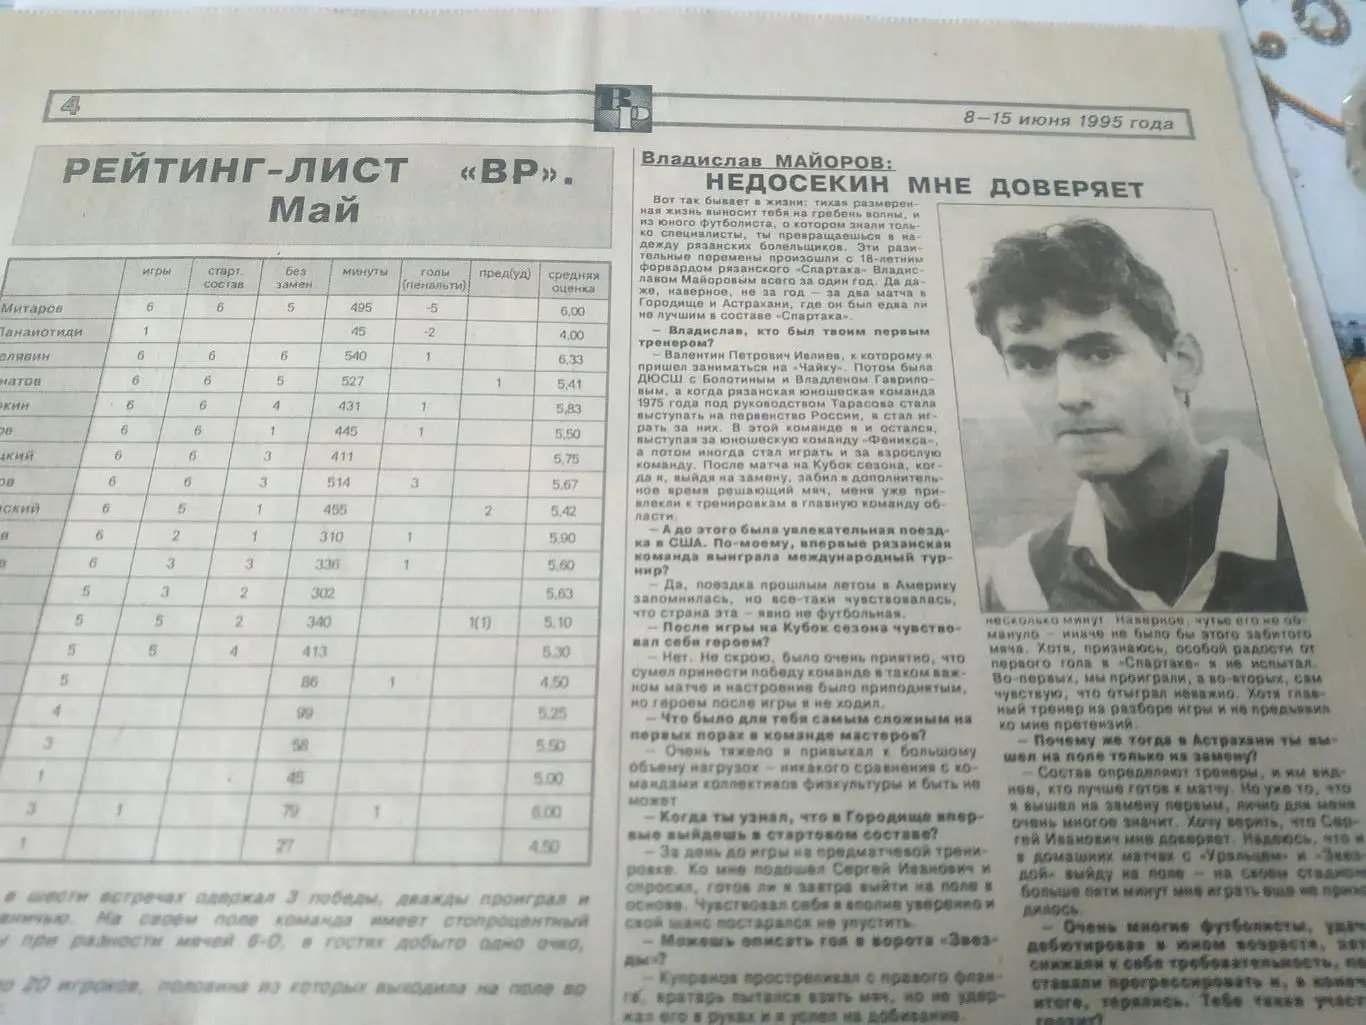 4
ВР
8–15 июня 1995 года
РЕЙТИНГ-ЛИСТ «ВР».
Май
игры старт. состав без замен минуты голы (пенальти) пред(уд) средняя оценка
Митаров 6 6 5 495 -5 6,00
Панаиотиди 1 45 -2 4,00
елявин 6 6 6 540 1 6,33
натов 6 6 5 527 1 5,41
ркин 6 6 4 431 1 5,83
ов 6 6 1 445 1 5,50
цкий 6 6 3 411 5,75
ов 6 6 3 514 3 5,67
нский 6 5 1 455 2 5,42
в 6 2 1 310 1 5,90
в 6 3 3 336 1 5,60
5 3 2 302 5,63
5 5 2 340 1(1) 5,10
5 5 4 413 5,30
5 86 1 4,50
4 99 5,25
3 58 5,50
1 45 5,00
3 1 79 1 6,00
1 27 4,50
в шести встречах одержал 3 победы, дважды проиграл и
вничью. На своем поле команда имеет стопроцентный
при разности мячей 6-0, в гостях добыто одно очко,
20 игроков, половина из которых выходила на поле во
Владислав МАЙОРОВ:
НЕДОСЕКИН МНЕ ДОВЕРЯЕТ
Вот так бывает в жизни: тихая размерен-
ная жизнь выносит тебя на гребень волны, и
из юного футболиста, о котором знали толь-
ко специалисты, ты превращаешься в на-
дежду рязанских болельщиков. Эти рази-
тельные перемены произошли с 18-летним
форвардом рязанского «Спартака» Владис-
лавом Майоровым всего за один год. Да да-
же, наверное, не за год – за два матча в
Городище и Астрахани, где он был едва ли
не лучшим в составе «Спартака».
– Владислав, кто был твоим первым
тренером?
– Валентин Петрович Ивлиев, к которому я
пришел заниматься на «Чайку». Потом была
ДЮСШ с Болотиным и Владленом Гаврило-
вым, а когда рязанская юношеская команда
1975 года под руководством Тарасова стала
выступать на первенство России, я стал иг-
рать за них. В этой команде я и остался,
выступая за юношескую команду «Феникса»,
а потом иногда стал играть и за взрослую
команду. После матча на Кубок сезона, ког-
да я, выйдя на замену, забил в дополнитель-
ное время решающий мяч, меня уже при-
влекли к тренировкам в главную команду об-
ласти.
– А до этого была увлекательная поезд-
ка в США. По-моему, впервые рязанская
команда выиграла международный тур-
нир?
– Да, поездка прошлым летом в Америку
запомнилась, но все-таки чувствовалась,
что страна эта – явно не футбольная.
– После игры на Кубок сезона чувство-
вал себя героем?
– Нет. Не скрою, было очень приятно, что
сумел принести победу команде в таком важ-
ном матче и настроение было приподнятым,
но героем после игры я не ходил.
– Что было для тебя самым сложным на
первых порах в команде мастеров?
– Очень тяжело я привыкал к большому
объему нагрузок – никакого сравнения с ко-
мандами коллективов физкультуры и быть не
может
– Когда ты узнал, что в Городище впер-
вые выйдешь в стартовом составе?
– За день до игры на предматчевой трени-
ровке. Ко мне подошел Сергей Иванович и
спросил, готов ли я завтра выйти на поле в
основе. Чувствовал себя я вполне уверенно и
свой шанс постарался не упустить.
– Можешь описать гол в ворота «Звез-
ды»?
– Куправов простреливал с правого флан-
га, вратарь пытался взять мяч, но не удер-
жал его в руках и я успел на добивание.
несколько минут. Наверное, чутье его не об-
мануло – иначе не было бы этого забитого
мяча. Хотя, признаюсь, особой радости от
первого гола в «Спартаке» я не испытал.
Во-первых, мы проиграли, а во-вторых, сам
чувствую, что отыграл неважно. Хотя глав-
ный тренер на разборе игры и не предъявил
ко мне претензий.
– Почему же тогда в Астрахани ты вы-
шел на поле только на замену?
– Состав определяют тренеры, и им вид-
нее, кто лучше готов к матчу. Но уже то, что
я вышел на замену первым, лично для меня
очень многое значит. Хочу верить, что Сер-
гей Иванович мне доверяет. Надеюсь, что и
в домашних матчах с «Уральцем» и «Звез-
дой» выйду на поле – на своем стадионе
больше пяти минут мне играть еще не прихо
дилось.
– Очень многие футболисты, удач
дебютировав в юном возрасте, зат
снижали к себе требовательность, пе
ставали прогрессировать и, в конеч
итоге, терялись. Тебе такая участ
грозит?